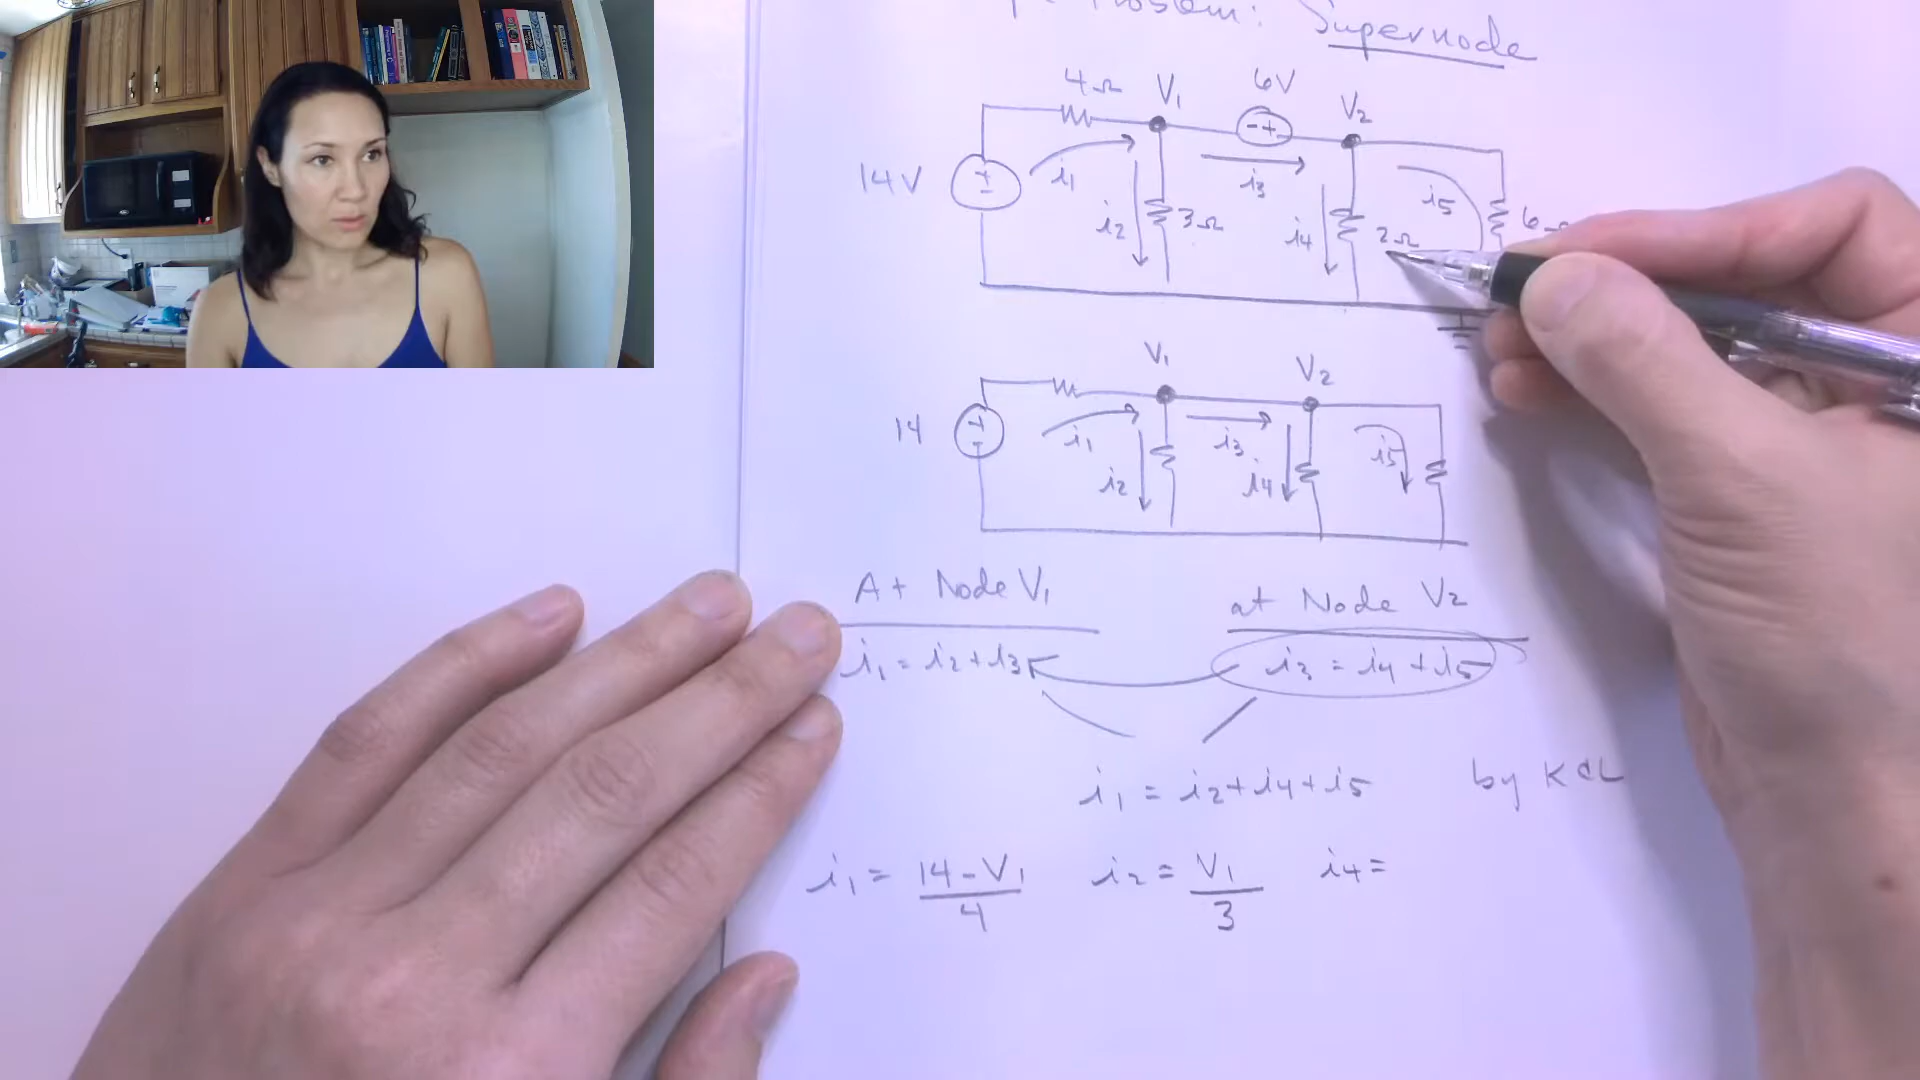 Problem: Supernode
4Ω V1 6V V2
- +
14V + - i1 i2 3Ω i3 i4 2Ω i5 6Ω
V1 V2
14 + - i1 i2 i3 i4 i5
At Node V1
at Node V2
i1 = i2 + i3
i3 = i4 + i5
i1 = i2 + i4 + i5 by KCL
i1 = 14 - V1 / 4 i2 = V1 / 3 i4 =